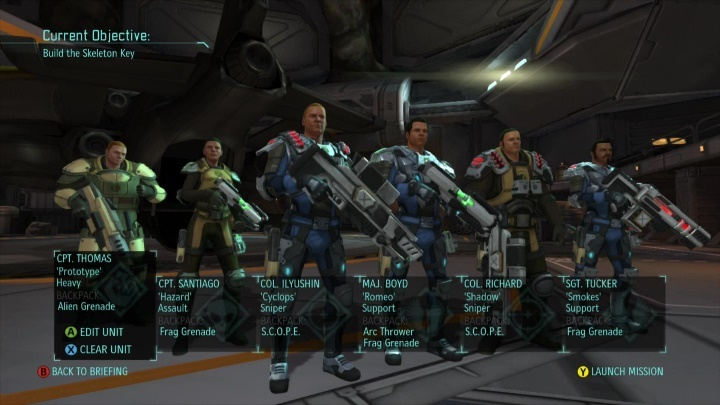 Current Objective:
Build the Skeleton Key
CPT. THOMAS
'Prototype'
Heavy
BACKPACK:
Alien Grenade
A EDIT UNIT
X CLEAR UNIT
CPT. SANTIAGO
'Hazard'
Assault
BACKPACK:
Frag Grenade
COL. ILYUSHIN
'Cyclops'
Sniper
BACKPACK:
S.C.O.P.E.
MAJ. BOYD
'Romeo'
Support
BACKPACK:
Arc Thrower
Frag Grenade
COL. RICHARD
'Shadow'
Sniper
BACKPACK:
S.C.O.P.E.
SGT. TUCKER
'Smokes'
Support
BACKPACK:
Frag Grenade
B BACK TO BRIEFING
Y LAUNCH MISSION